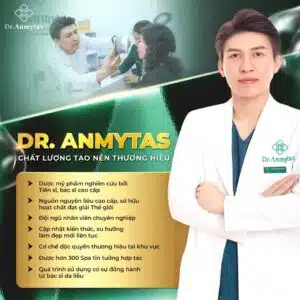 Dr.Anmytas
DR. ANMYTAS
CHẤT LƯỢNG TẠO NÊN THƯƠNG HIỆU
Dược mỹ phẩm nghiên cứu bởi
Tiến sĩ, bác sĩ cao cấp
Nguồn nguyên liệu cao cấp, sở hữu
hoạt chất đạt giải Thế giới
Đội ngũ nhân viên chuyên nghiệp
Cập nhật kiến thức, xu hướng
làm đẹp mới liên tục
Cơ chế độc quyền thương hiệu tại khu vực
Được hơn 300 Spa tin tưởng hợp tác
Quá trình sử dụng có sự đồng hành
từ bác sĩ da liễu
Dr.Anmytas